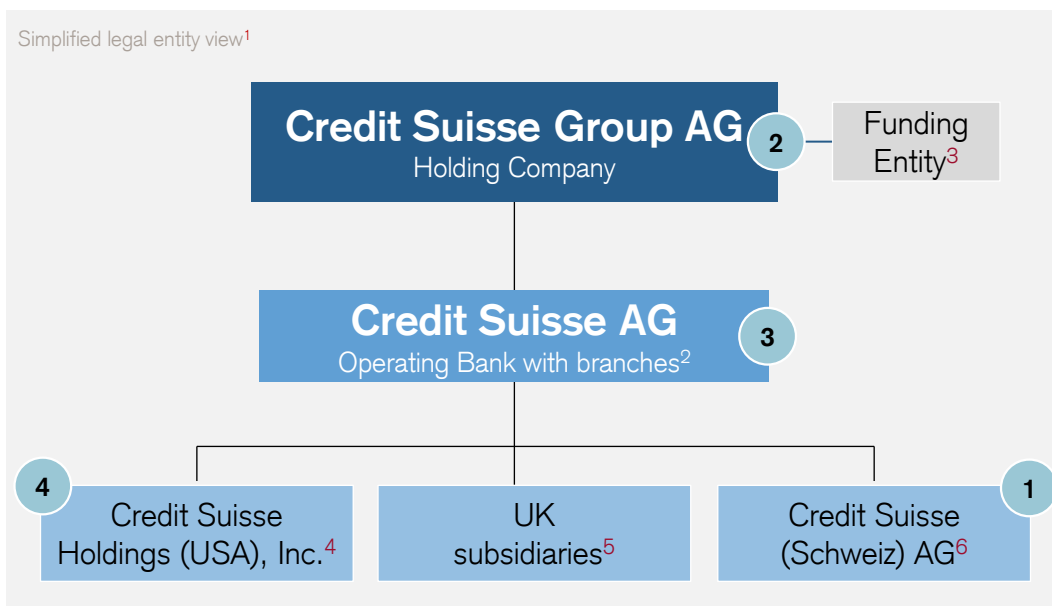 Simplified legal entity view1
Credit Suisse Group AG
Holding Company
2
Funding
Entity3
Credit Suisse AG
Operating Bank with branches2
3
4
Credit Suisse
Holdings (USA), Inc.4
UK
subsidiaries5
1
Credit Suisse
(Schweiz) AG6